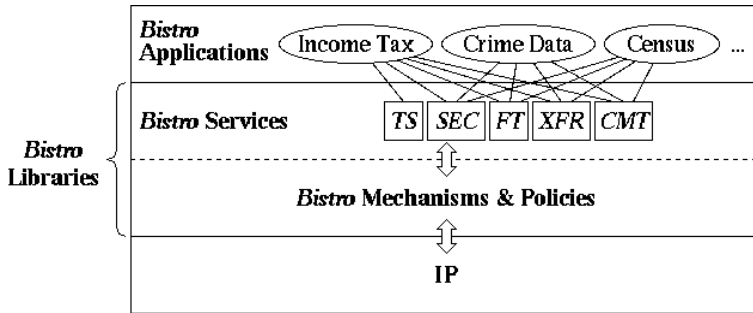 Bistro
Applications
Income Tax
Crime Data
Census
...
Bistro Services
TS
SEC
FT
XFR
CMT
Bistro
Libraries
Bistro Mechanisms & Policies
IP